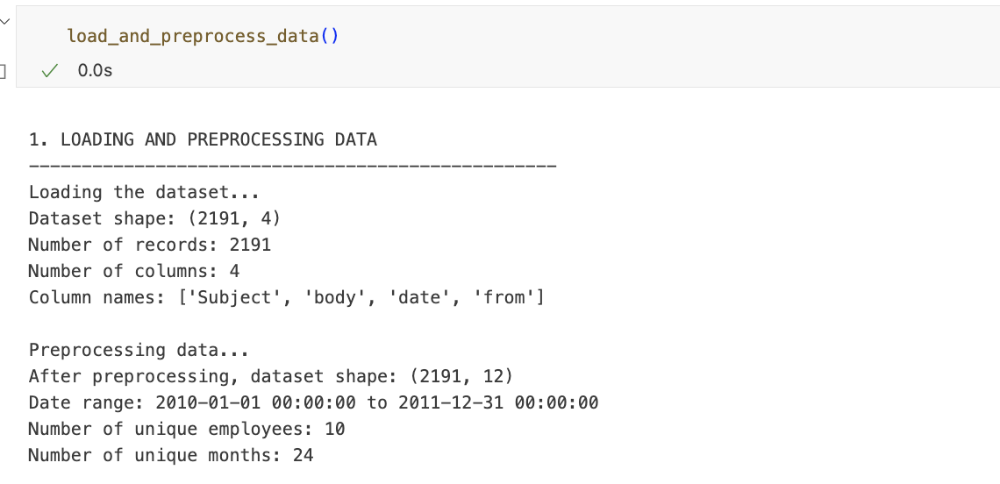 load_and_preprocess_data()
0.0s
1. LOADING AND PREPROCESSING DATA
--------------------------------------------------
Loading the dataset...
Dataset shape: (2191, 4)
Number of records: 2191
Number of columns: 4
Column names: ['Subject', 'body', 'date', 'from']
Preprocessing data...
After preprocessing, dataset shape: (2191, 12)
Date range: 2010-01-01 00:00:00 to 2011-12-31 00:00:00
Number of unique employees: 10
Number of unique months: 24